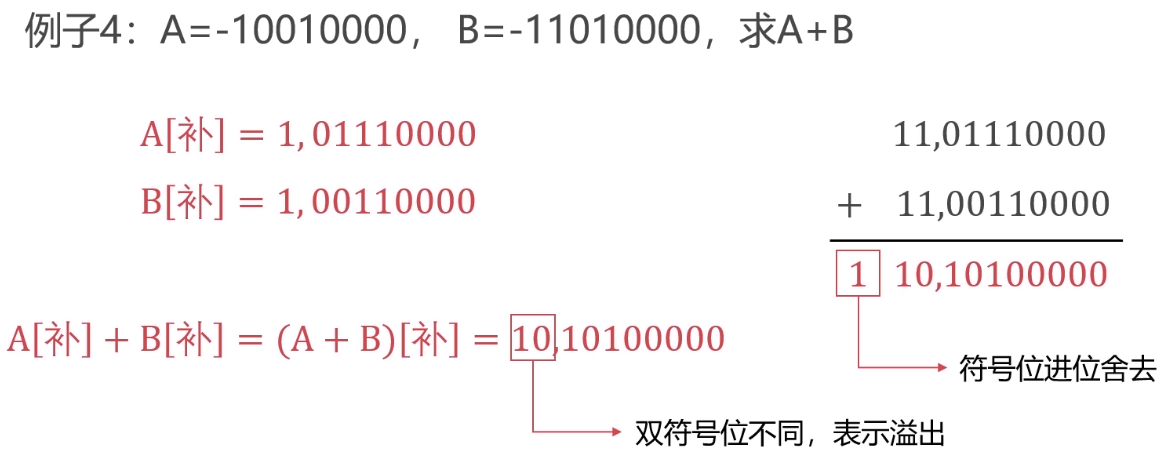 例子4：A=-10010000， B=-11010000，求A+B
A[补] = 1, 01110000
B[补] = 1, 00110000
11,01110000
+ 11,00110000
1 10,10100000
A[补] + B[补] = (A + B)[补] = 10,10100000
符号位进位舍去
双符号位不同，表示溢出